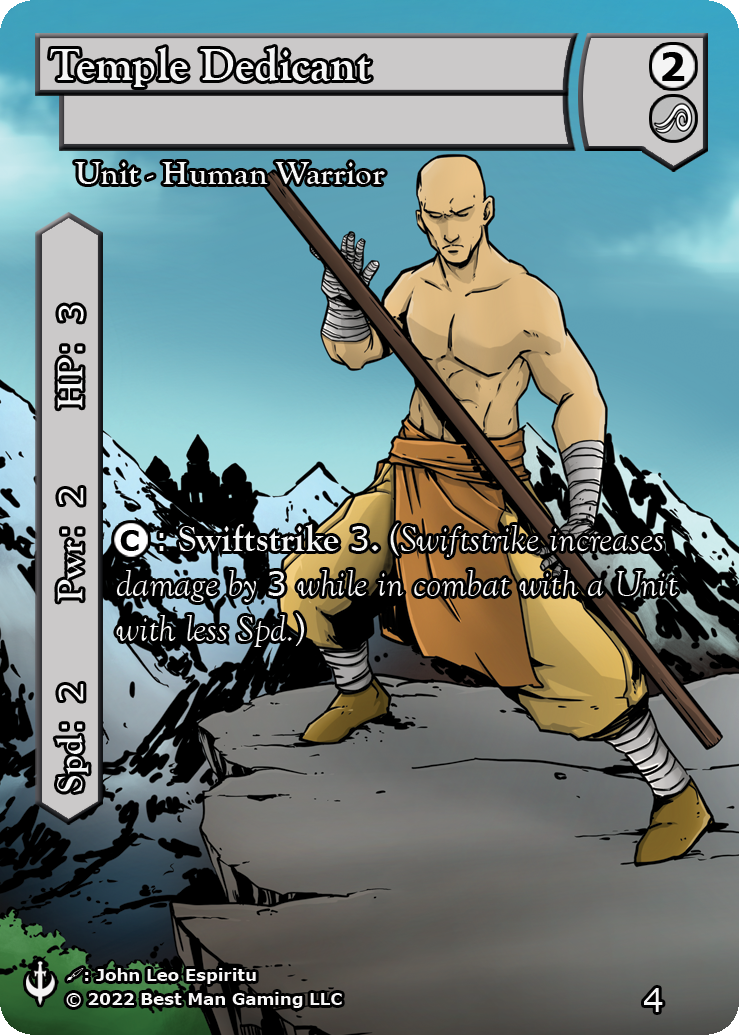 Temple Dedicant
2
Unit - Human Warrior
HP: 3
Pwr: 2
Spd: 2
C : Swiftstrike 3. (Swiftstrike increases
damage by 3 while in combat with a Unit
with less Spd.)
: John Leo Espiritu
© 2022 Best Man Gaming LLC
4